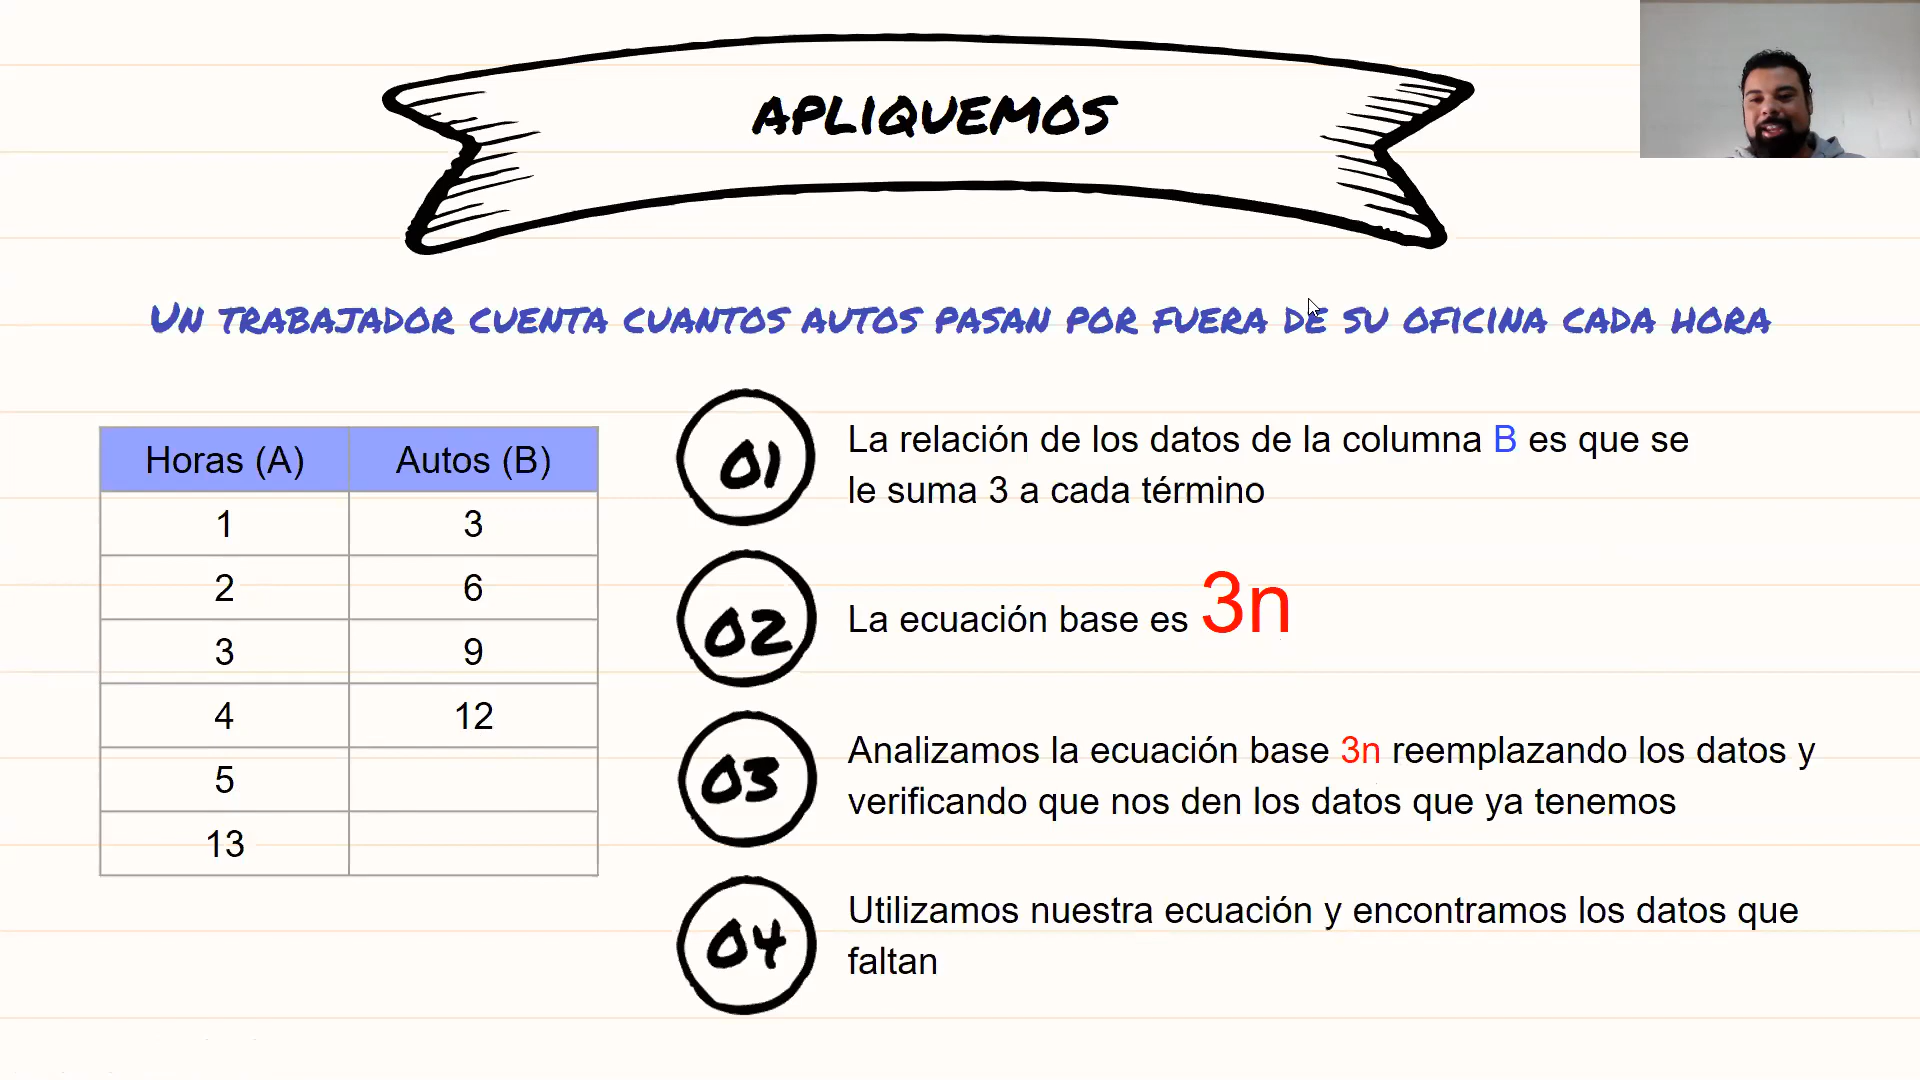 APLIQUEMOS
UN TRABAJADOR CUENTA CUANTOS AUTOS PASAN POR FUERA DE SU OFICINA CADA HORA
Horas (A) Autos (B)
1 3
2 6
3 9
4 12
5
13
01
La relación de los datos de la columna B es que se
le suma 3 a cada término
02
La ecuación base es 3n
03
Analizamos la ecuación base 3n reemplazando los datos y
verificando que nos den los datos que ya tenemos
04
Utilizamos nuestra ecuación y encontramos los datos que
faltan